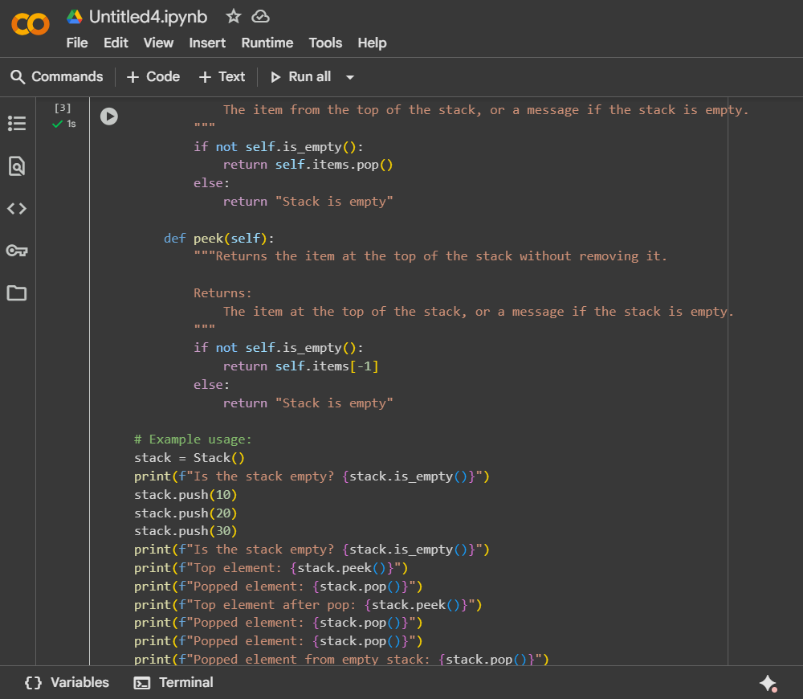 Untitled4.ipynb
File Edit View Insert Runtime Tools Help
Commands + Code + Text Run all
[3]
1s
The item from the top of the stack, or a message if the stack is empty.
"""
if not self.is_empty():
return self.items.pop()
else:
return "Stack is empty"
def peek(self):
"""Returns the item at the top of the stack without removing it.
Returns:
The item at the top of the stack, or a message if the stack is empty.
"""
if not self.is_empty():
return self.items[-1]
else:
return "Stack is empty"
# Example usage:
stack = Stack()
print(f"Is the stack empty? {stack.is_empty()}")
stack.push(10)
stack.push(20)
stack.push(30)
print(f"Is the stack empty? {stack.is_empty()}")
print(f"Top element: {stack.peek()}")
print(f"Popped element: {stack.pop()}")
print(f"Top element after pop: {stack.peek()}")
print(f"Popped element: {stack.pop()}")
print(f"Popped element: {stack.pop()}")
print(f"Popped element from empty stack: {stack.pop()}")
Variables Terminal